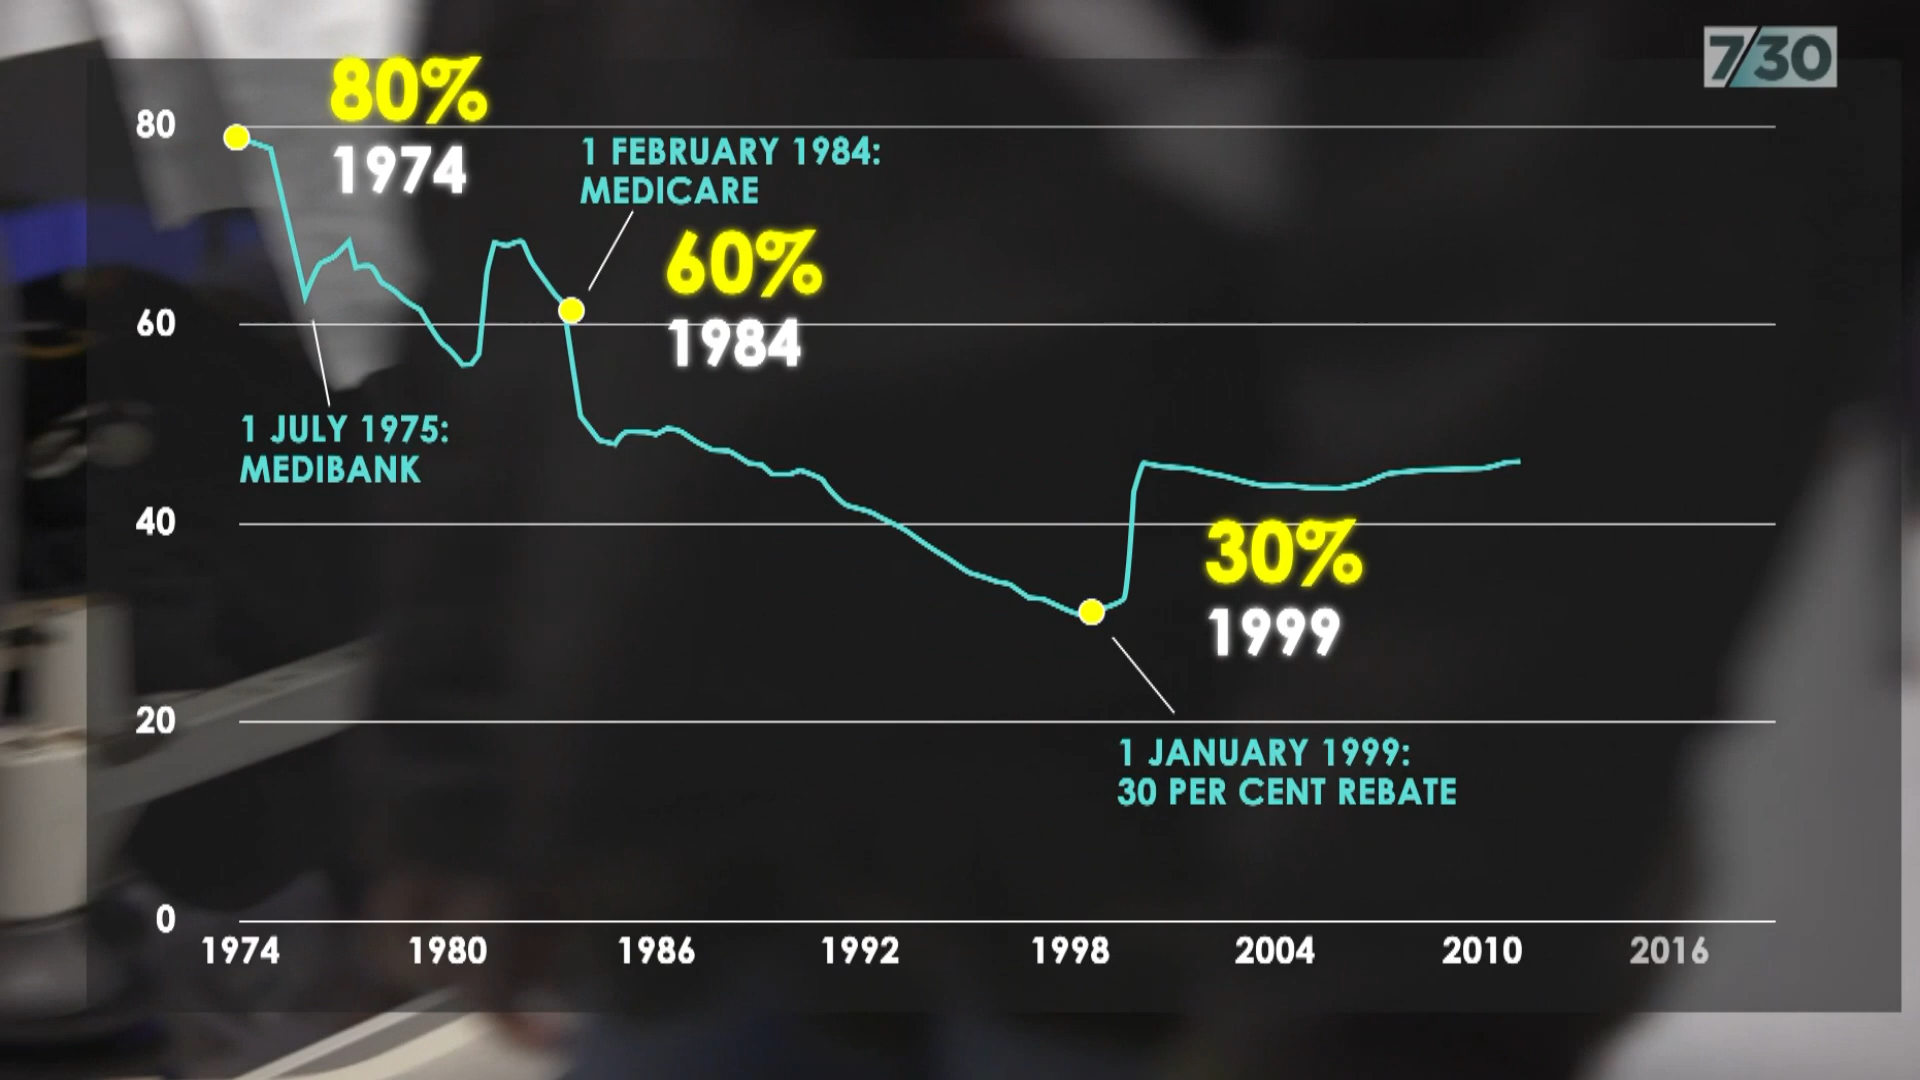 7/30
80%
1974
1 FEBRUARY 1984:
MEDICARE
60%
1984
1 JULY 1975:
MEDIBANK
30%
1999
1 JANUARY 1999:
30 PER CENT REBATE
80
60
40
20
0
1974 1980 1986 1992 1998 2004 2010 2016